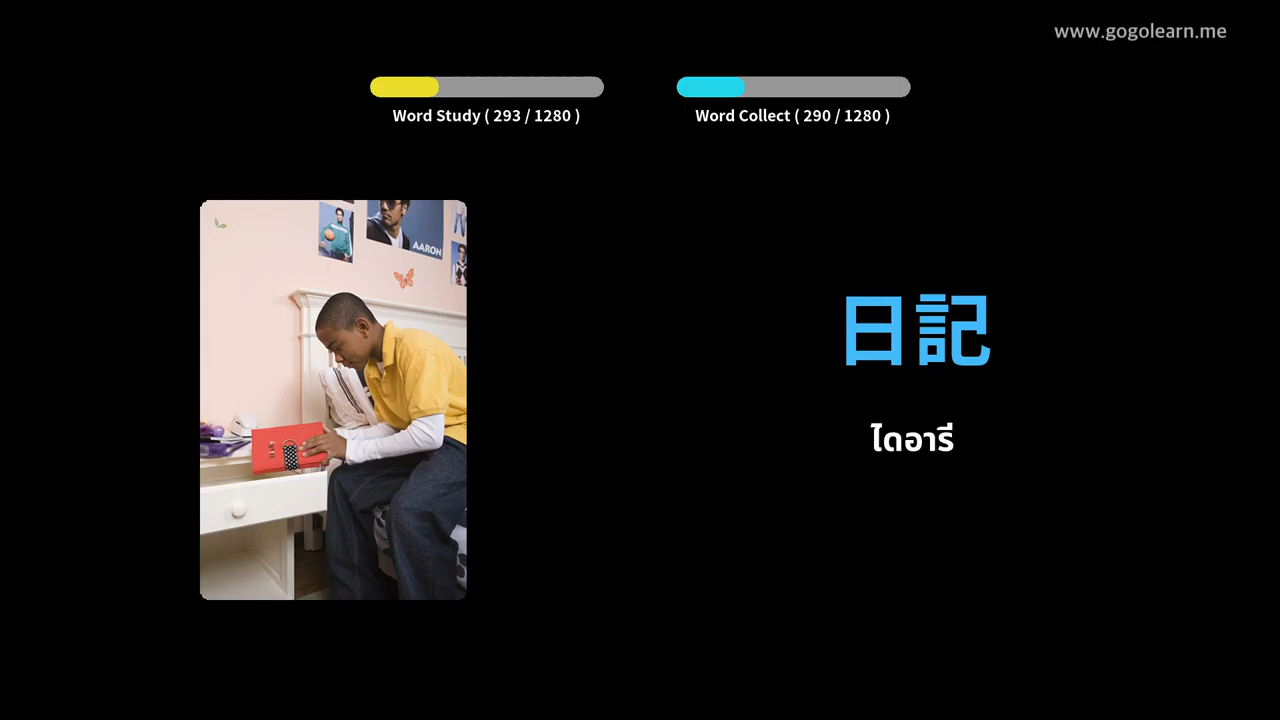 www.gogolearn.me
Word Study ( 293 / 1280 )
Word Collect ( 290 / 1280 )
AARON
日記
ไดอารี